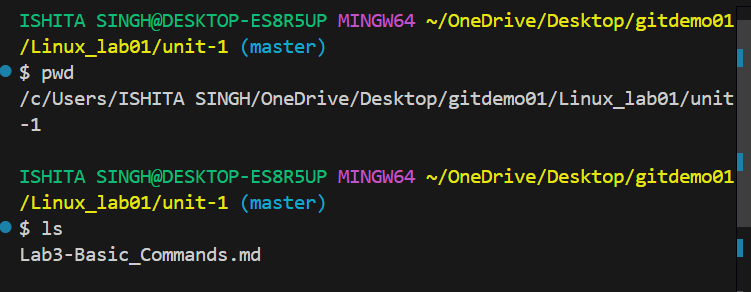 ISHITA SINGH@DESKTOP-ES8R5UP MINGW64 ~/OneDrive/Desktop/gitdemo01
/Linux_lab01/unit-1 (master)
$ pwd
/c/Users/ISHITA SINGH/OneDrive/Desktop/gitdemo01/Linux_lab01/unit
-1
ISHITA SINGH@DESKTOP-ES8R5UP MINGW64 ~/OneDrive/Desktop/gitdemo01
/Linux_lab01/unit-1 (master)
$ ls
Lab3-Basic_Commands.md